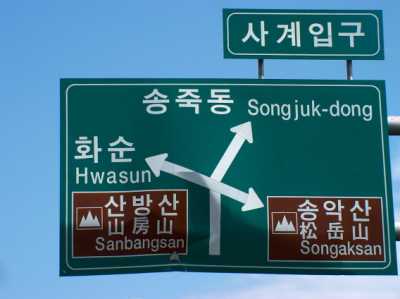 사계입구
송죽동 Songjuk-dong
화순
Hwasun
산방산
山房山
Sanbangsan
송악산
松岳山
Songaksan